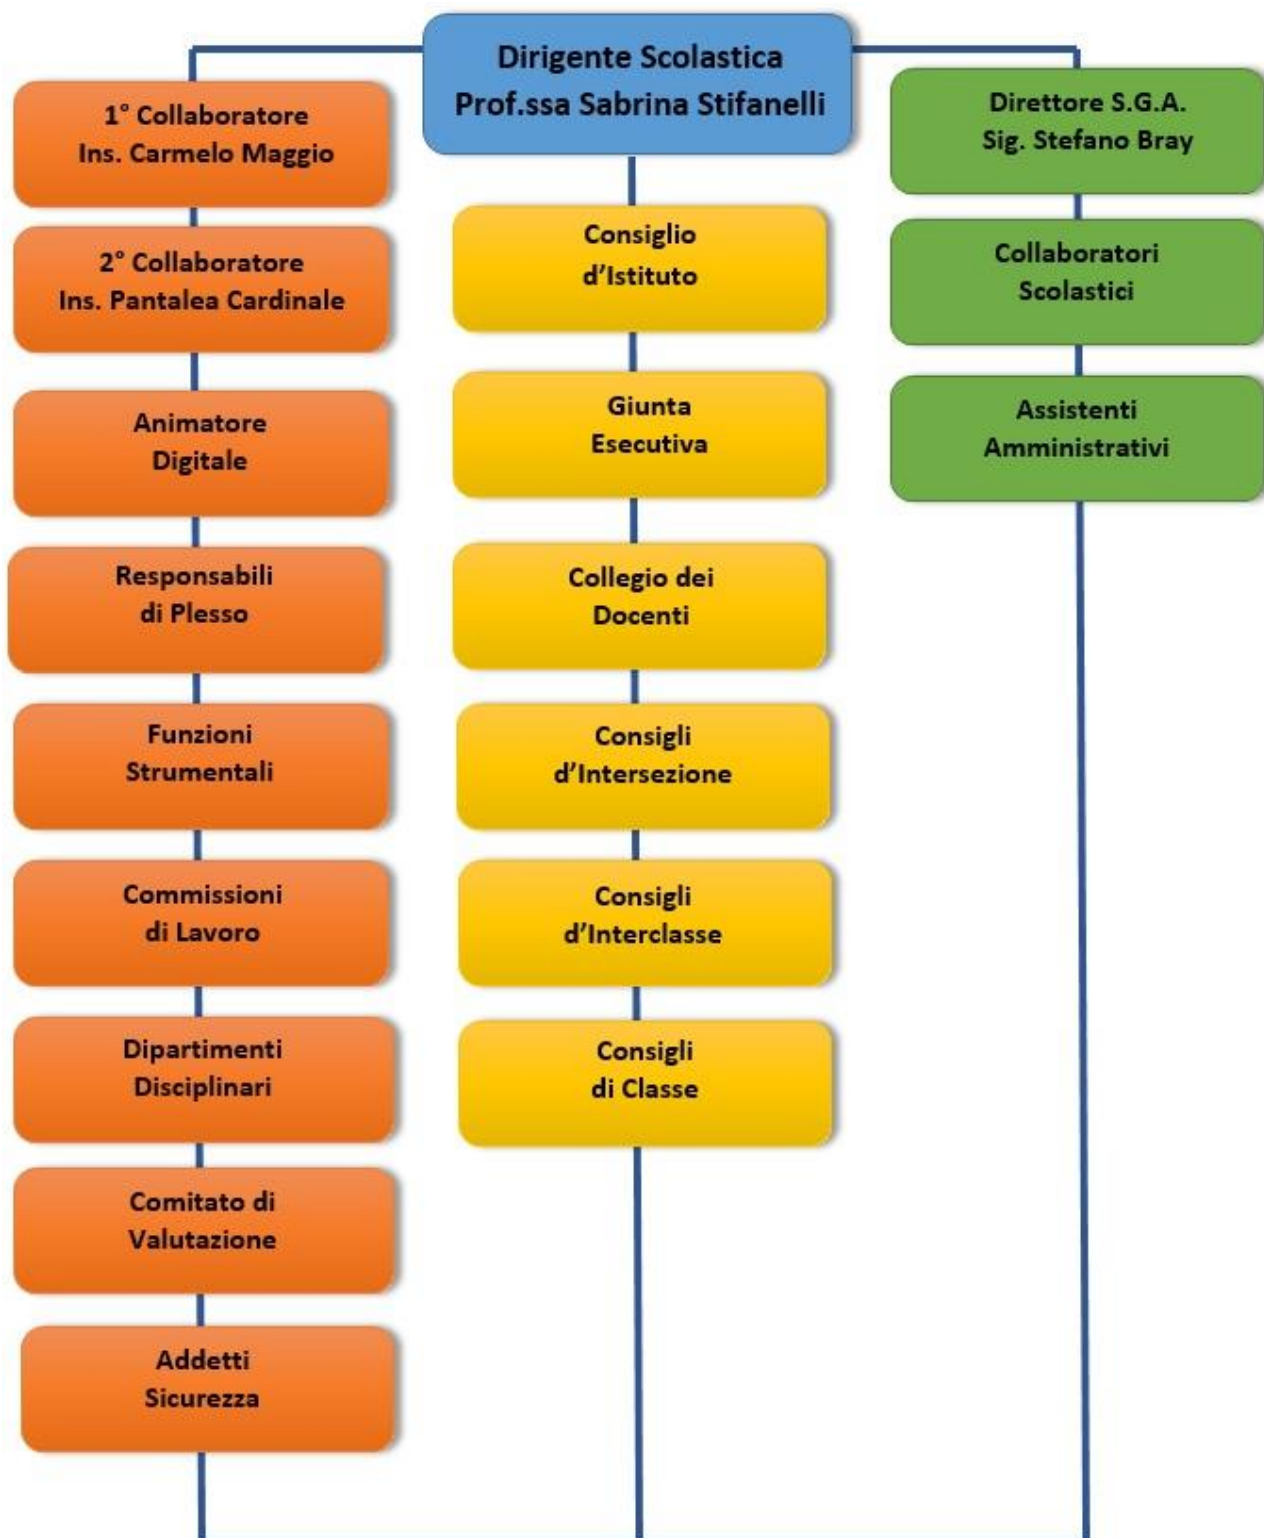 Dirigente Scolastica
Prof.ssa Sabrina Stifanelli
1° Collaboratore
Ins. Carmelo Maggio
2° Collaboratore
Ins. Pantalea Cardinale
Animatore
Digitale
Responsabili
di Plesso
Funzioni
Strumentali
Commissioni
di Lavoro
Dipartimenti
Disciplinari
Comitato di
Valutazione
Addetti
Sicurezza
Consiglio
d’Istituto
Giunta
Esecutiva
Collegio dei
Docenti
Consigli
d’Intersezione
Consigli
d’Interclasse
Consigli
di Classe
Direttore S.G.A.
Sig. Stefano Bray
Collaboratori
Scolastici
Assistenti
Amministrativi